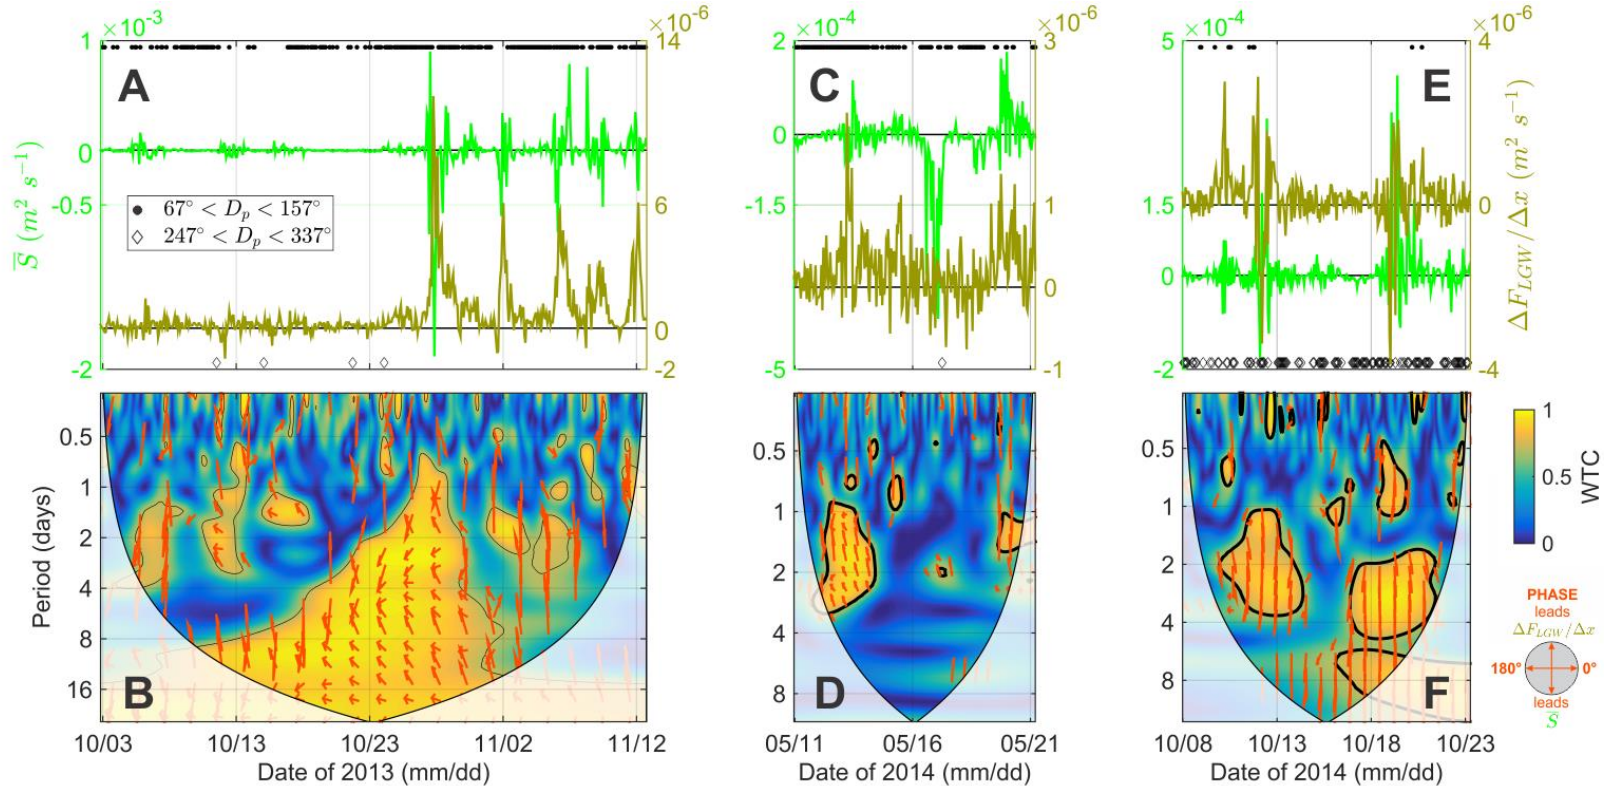 ×10⁻³ ×10⁻⁶ ×10⁻⁴ ×10⁻⁶ ×10⁻⁴ ×10⁻⁶
1 14 2 3 5 4
A C E
0 0
S̅ (m² s⁻¹)
-0.5 6 -1.5 1 1.5 0
67° < D_p < 157°
247° < D_p < 337°
0 0 0
-2 -2 -5 -1 -2 -4
ΔF_LGW/Δx (m² s⁻¹)
Period (days)
0.5 0.5 0.5
1 1 1
2 2 2
4 4 4
8 8
16 8
B D F
10/03 10/13 10/23 11/02 11/12 05/11 05/16 05/21 10/08 10/13 10/18 10/23
Date of 2013 (mm/dd) Date of 2014 (mm/dd) Date of 2014 (mm/dd)
1
0.5
0
WTC
PHASE
leads
ΔF_LGW/Δx
180° 0°
leads
S̅